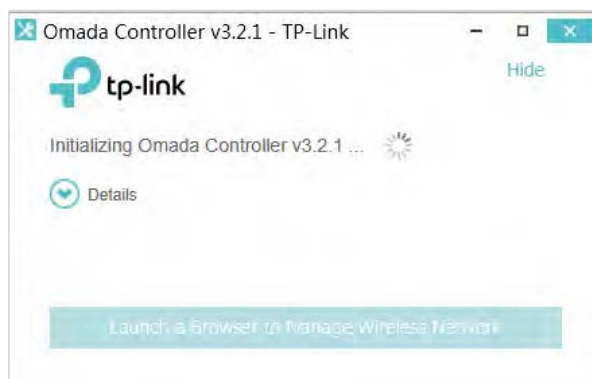 Omada Controller v3.2.1 - TP-Link
Hide
tp-link
Initializing Omada Controller v3.2.1 ...
Details
Launch a Browser to Manage Wireless Network